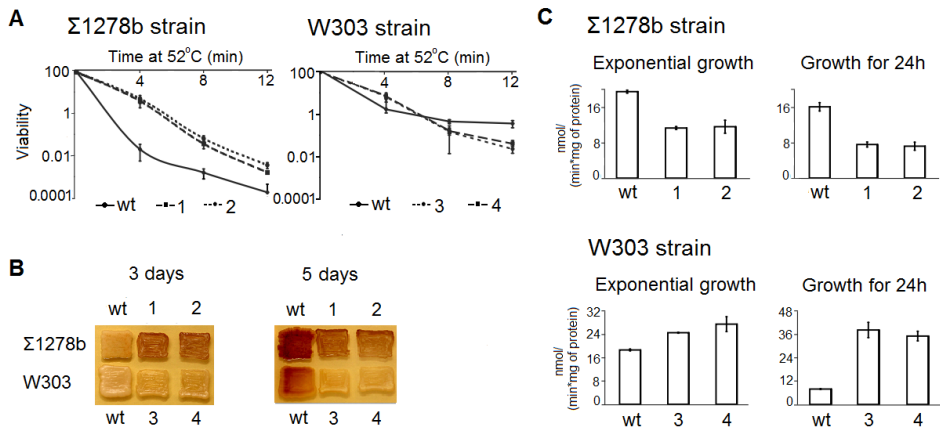 A
Σ1278b strain
Time at 52°C (min)
100 4 8 12
1
0.01
0.0001
Viability
wt 1 2
W303 strain
Time at 52°C (min)
100 4 8 12
1
0.01
0.0001
wt 3 4
B
3 days
5 days
wt 1 2
wt 1 2
Σ1278b
W303
wt 3 4
wt 3 4
C
Σ1278b strain
Exponential growth
nmol/
(min*mg of protein)
16
8
0
wt 1 2
Growth for 24h
16
8
0
wt 1 2
W303 strain
Exponential growth
nmol/
(min*mg of protein)
32
24
16
8
0
wt 3 4
Growth for 24h
48
36
24
12
0
wt 3 4